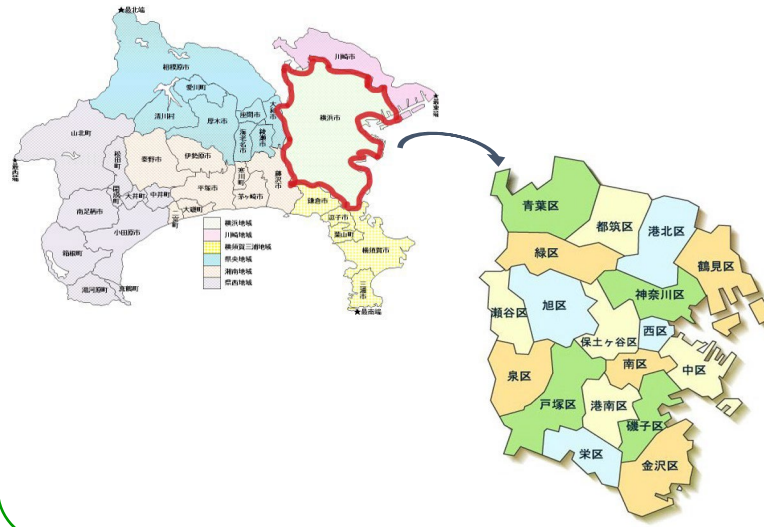 ★最北端
相模原市
川崎市
愛川町
大和市
★最東端
清川村
厚木市
座間市
横浜市
海老名市
綾瀬市
山北町
松田町
秦野市
伊勢原市
★最西端
寒川町
藤沢市
開成町
大井町
中井町
平塚市
茅ヶ崎市
鎌倉市
南足柄市
二宮町
大磯町
逗子市
小田原市
葉山町
横須賀市
箱根町
湯河原町
真鶴町
三浦市
★最南端
横浜地域
川崎地域
横須賀三浦地域
県央地域
湘南地域
県西地域
青葉区
都筑区
港北区
緑区
鶴見区
神奈川区
瀬谷区
旭区
西区
保土ヶ谷区
泉区
南区
中区
戸塚区
港南区
磯子区
栄区
金沢区